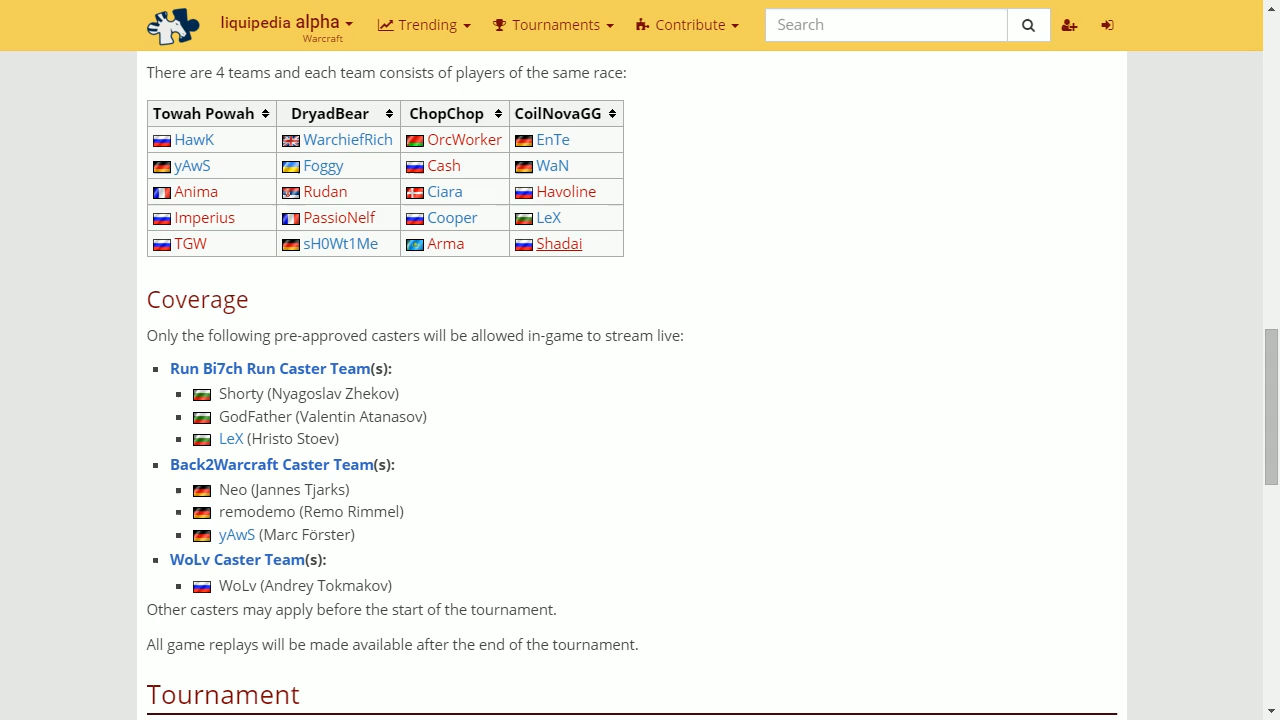 liquipedia alpha
Warcraft
Trending
Tournaments
Contribute
Search
There are 4 teams and each team consists of players of the same race:
Towah Powah DryadBear ChopChop CoilNovaGG
HawK WarchiefRich OrcWorker EnTe
yAwS Foggy Cash WaN
Anima Rudan Ciara Havoline
Imperius PassioNelf Cooper LeX
TGW sH0Wt1Me Arma Shadai
Coverage
Only the following pre-approved casters will be allowed in-game to stream live:
Run Bi7ch Run Caster Team(s):
Shorty (Nyagoslav Zhekov)
GodFather (Valentin Atanasov)
LeX (Hristo Stoev)
Back2Warcraft Caster Team(s):
Neo (Jannes Tjarks)
remodemo (Remo Rimmel)
yAwS (Marc Förster)
WoLv Caster Team(s):
WoLv (Andrey Tokmakov)
Other casters may apply before the start of the tournament.
All game replays will be made available after the end of the tournament.
Tournament